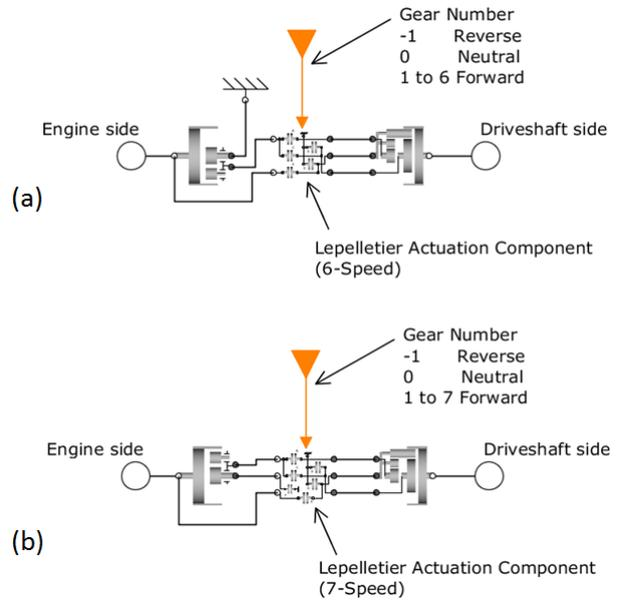 Gear Number
-1 Reverse
0 Neutral
1 to 6 Forward
Engine side
Driveshaft side
(a)
Lepelletier Actuation Component
(6-Speed)
Gear Number
-1 Reverse
0 Neutral
1 to 7 Forward
Engine side
Driveshaft side
(b)
Lepelletier Actuation Component
(7-Speed)